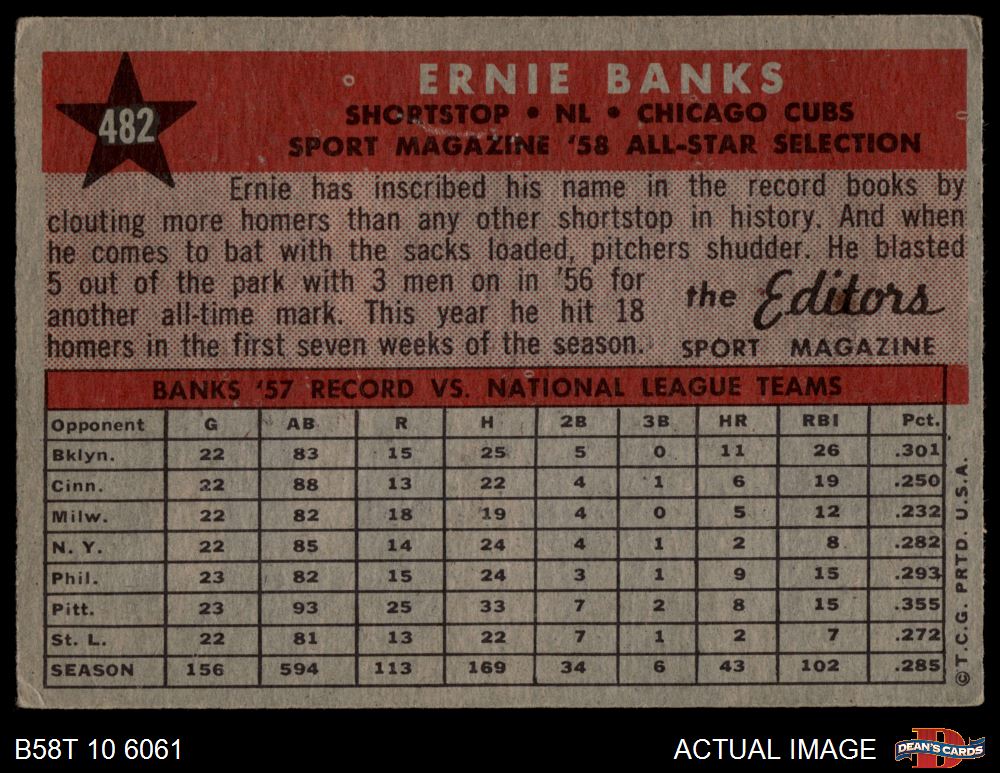 482
ERNIE BANKS
SHORTSTOP • NL • CHICAGO CUBS
SPORT MAGAZINE '58 ALL-STAR SELECTION
Ernie has inscribed his name in the record books by
clouting more homers than any other shortstop in history. And when
he comes to bat with the sacks loaded, pitchers shudder. He blasted
5 out of the park with 3 men on in '56 for
another all-time mark. This year he hit 18
homers in the first seven weeks of the season.
the Editors
SPORT MAGAZINE
BANKS '57 RECORD VS. NATIONAL LEAGUE TEAMS
Opponent G AB R H 2B 3B HR RBI Pct.
Bklyn. 22 83 15 25 5 0 11 26 .301
Cinn. 22 88 13 22 4 1 6 19 .250
Milw. 22 82 18 19 4 0 5 12 .232
N. Y. 22 85 14 24 4 1 2 8 .282
Phil. 23 82 15 24 3 1 9 15 .293
Pitt. 23 93 25 33 7 2 8 15 .355
St. L. 22 81 13 22 7 1 2 7 .272
SEASON 156 594 113 169 34 6 43 102 .285
©T.C.G. PRTD. U.S.A.
B58T 10 6061
ACTUAL IMAGE
D
DEAN'S CARDS